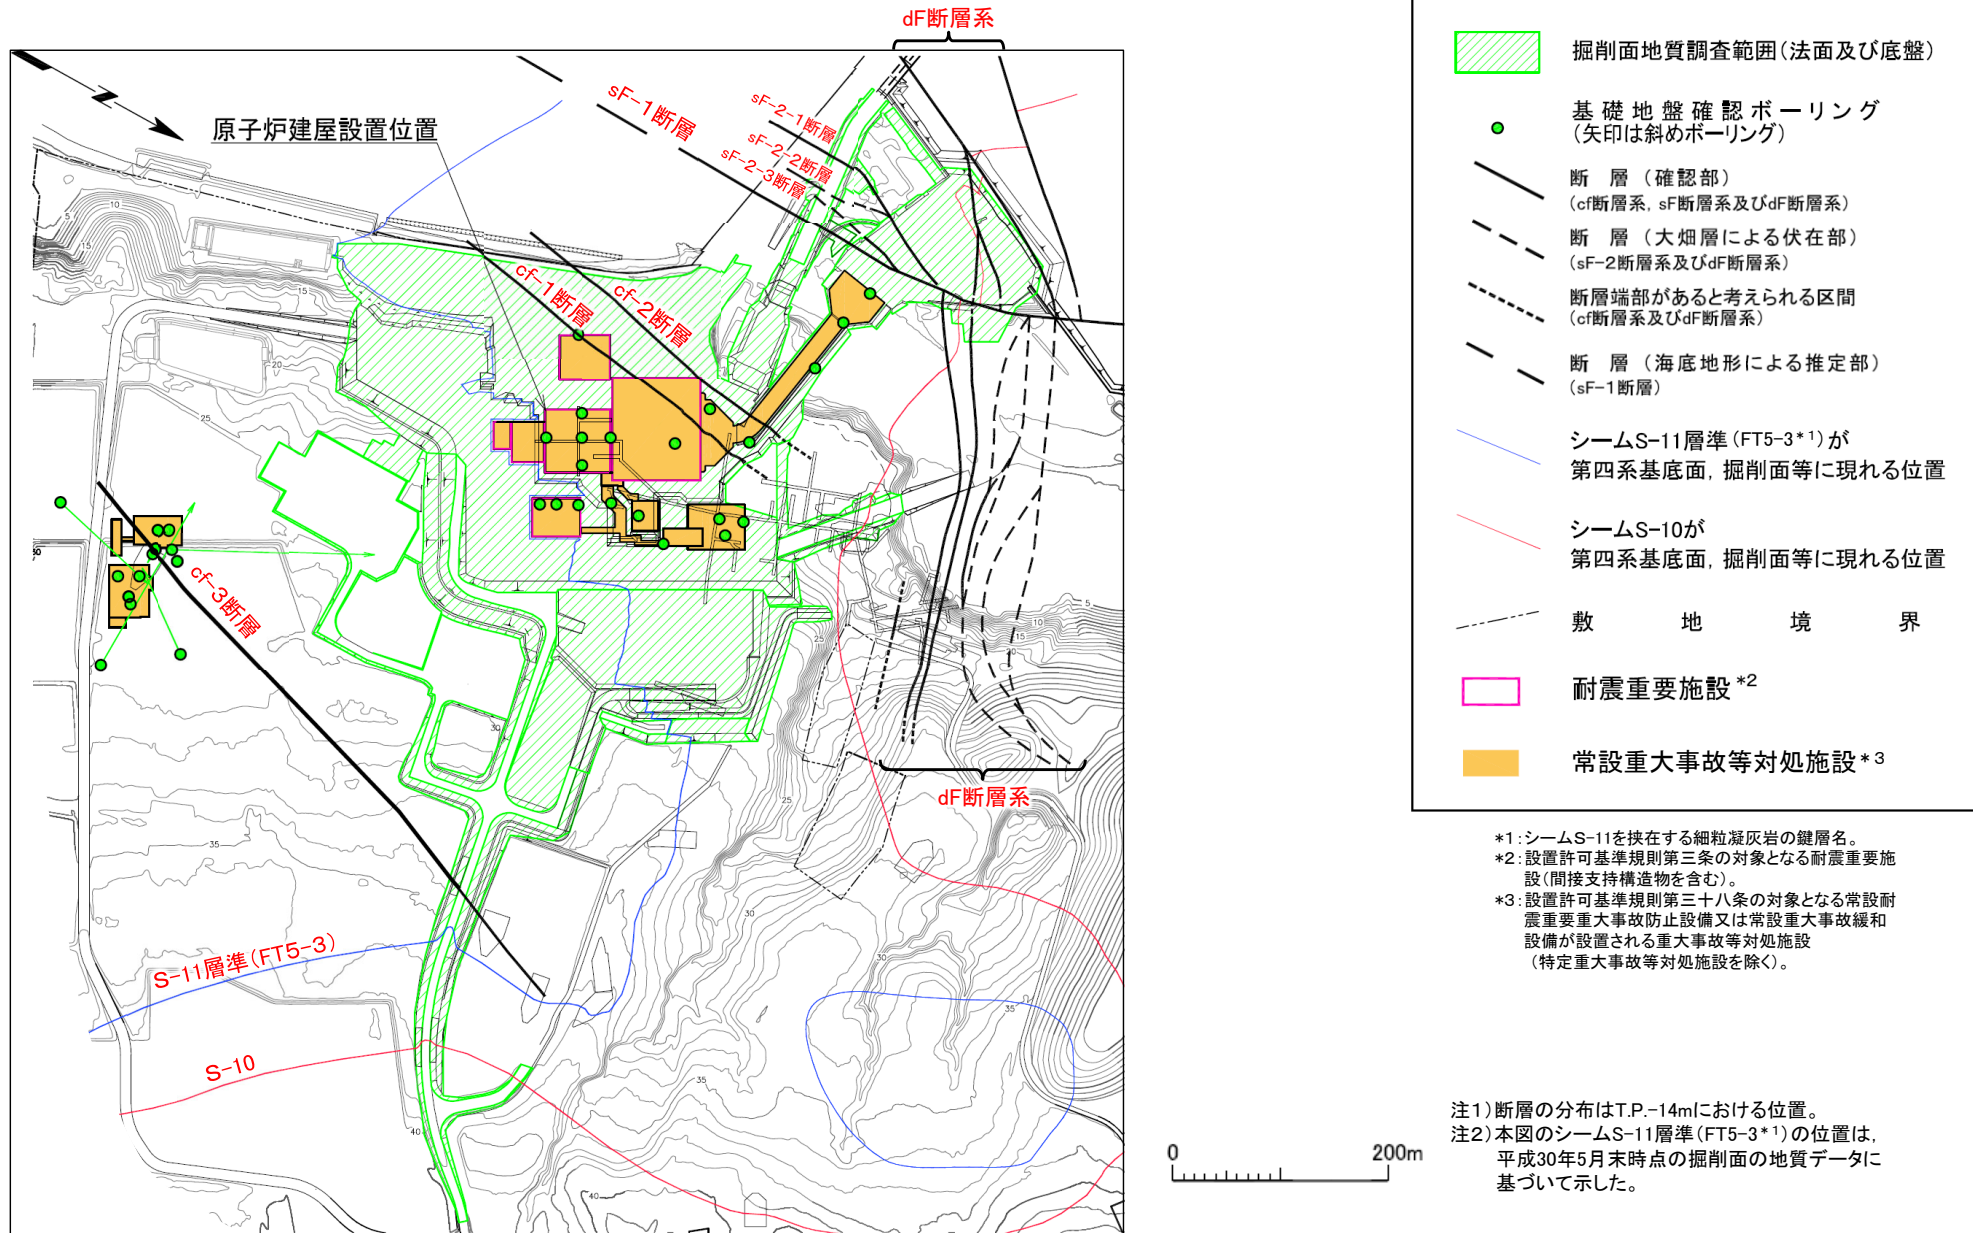 dF断層系
原子炉建屋設置位置
sF-1断層
sF-2-1断層
sF-2-2断層
sF-2-3断層
cf-1断層
cf-2断層
cf-3断層
dF断層系
S-11層準(FT5-3)
S-10
5
10
15
15
20
25
30
35
40
25
25
30
30
35
35
40
5
10
15
20
掘削面地質調査範囲(法面及び底盤)
基礎地盤確認ボーリング
(矢印は斜めボーリング)
断 層 (確認部)
(cf断層系, sF断層系及びdF断層系)
断 層 (大畑層による伏在部)
(sF-2断層系及びdF断層系)
断層端部があると考えられる区間
(cf断層系及びdF断層系)
断 層 (海底地形による推定部)
(sF-1断層)
シームS-11層準(FT5-3*1)が
第四系基底面, 掘削面等に現れる位置
シームS-10が
第四系基底面, 掘削面等に現れる位置
敷 地 境 界
耐震重要施設*2
常設重大事故等対処施設*3
*1:シームS-11を挟在する細粒凝灰岩の鍵層名。
*2:設置許可基準規則第三条の対象となる耐震重要施
設(間接支持構造物を含む)。
*3:設置許可基準規則第三十八条の対象となる常設耐
震重要重大事故防止設備又は常設重大事故緩和
設備が設置される重大事故等対処施設
(特定重大事故等対処施設を除く)。
注1)断層の分布はT.P.-14mにおける位置。
注2)本図のシームS-11層準(FT5-3*1)の位置は,
平成30年5月末時点の掘削面の地質データに
基づいて示した。
0 200m